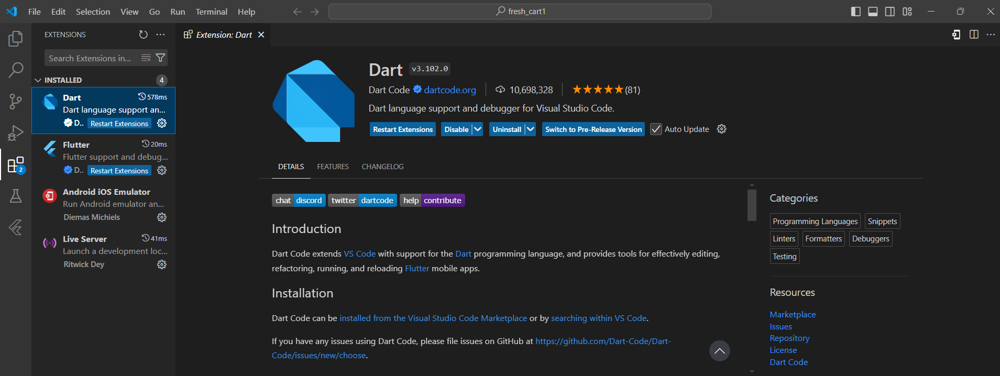 File Edit Selection View Go Run Terminal Help
fresh_cart1
EXTENSIONS
Search Extensions in...
INSTALLED 4
Dart 578ms
Dart language support an...
D.. Restart Extensions
Flutter 20ms
Flutter support and debug...
D.. Restart Extensions
Android iOS Emulator
Run Android emulator an...
Diemas Michiels
Live Server 41ms
Launch a development loc...
Ritwick Dey
2
Extension: Dart
Dart v3.102.0
Dart Code dartcode.org 10,698,328 (81)
Dart language support and debugger for Visual Studio Code.
Restart Extensions Disable Uninstall Switch to Pre-Release Version Auto Update
DETAILS FEATURES CHANGELOG
chat discord twitter dartcode help contribute
Introduction
Dart Code extends VS Code with support for the Dart programming language, and provides tools for effectively editing,
refactoring, running, and reloading Flutter mobile apps.
Installation
Dart Code can be installed from the Visual Studio Code Marketplace or by searching within VS Code.
If you have any issues using Dart Code, please file issues on GitHub at https://github.com/Dart-Code/Dart-
Code/issues/new/choose.
Categories
Programming Languages Snippets
Linters Formatters Debuggers
Testing
Resources
Marketplace
Issues
Repository
License
Dart Code